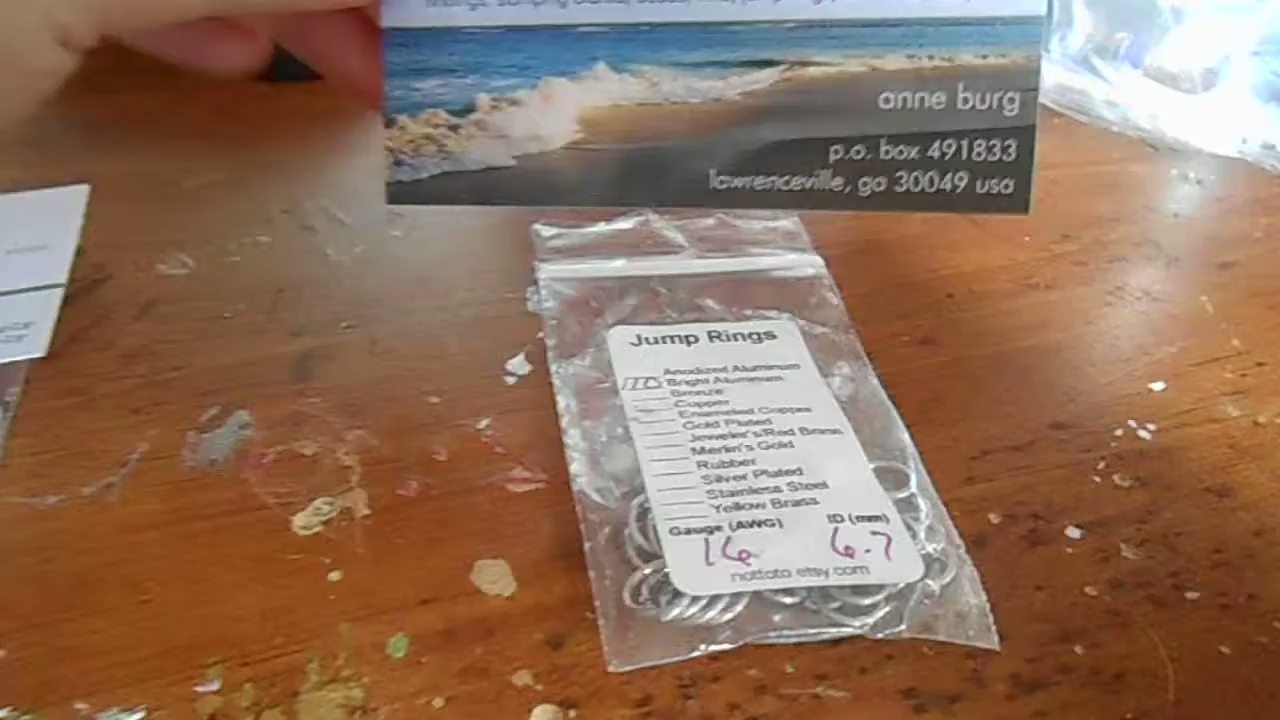 anne burg
p.o. box 491833
lawrenceville, ga 30049 usa
Jump Rings
Anodized Aluminum
Bright Aluminum
Bronze
Copper
Enameled Copper
Gold Plated
Jeweler's/Red Brass
Merlin's Gold
Rubber
Silver Plated
Stainless Steel
Yellow Brass
Gauge (AWG) ID (mm)
16 6.7
notfoto.etsy.com